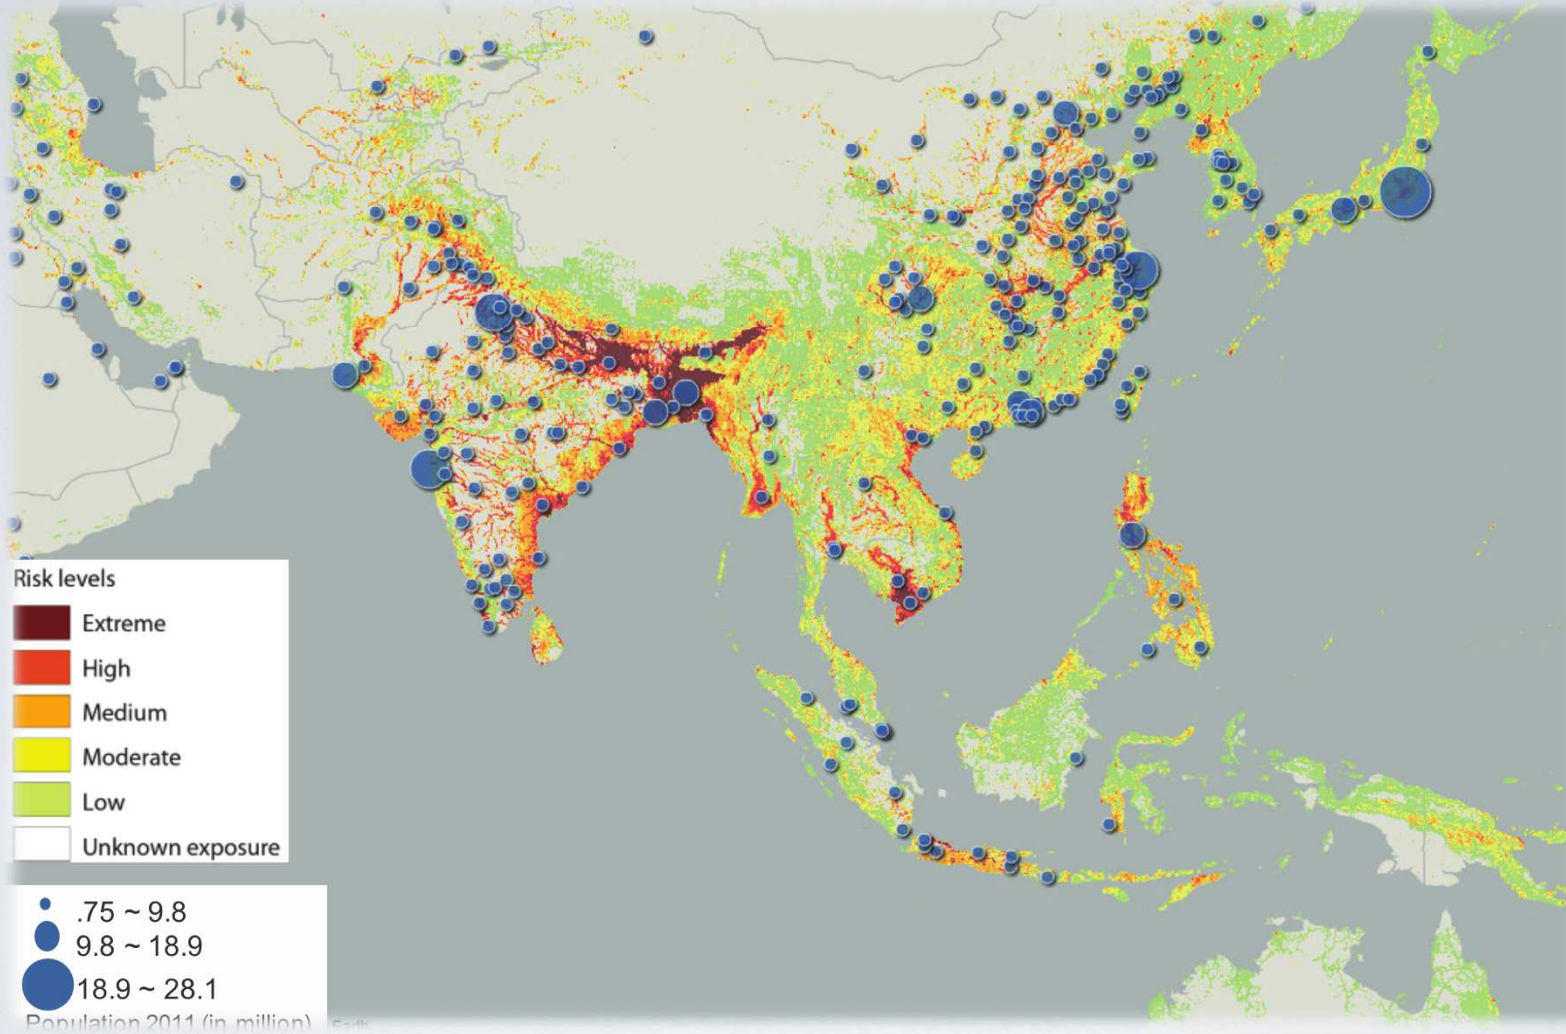 Risk levels
Extreme
High
Medium
Moderate
Low
Unknown exposure
.75 ~ 9.8
9.8 ~ 18.9
18.9 ~ 28.1
Population 2011 (in million)
Earth